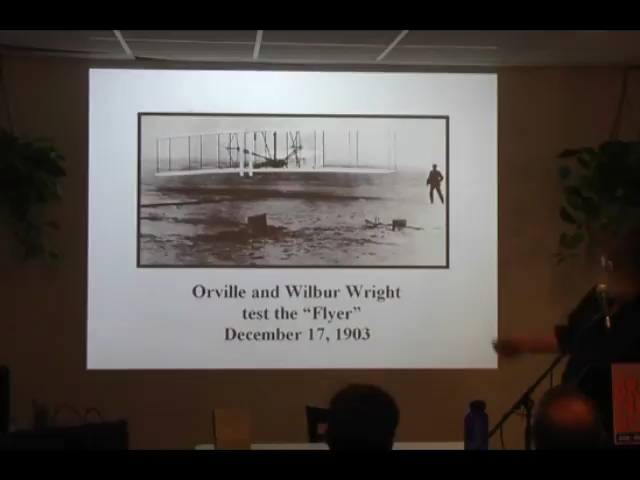 Orville and Wilbur Wright
test the “Flyer”
December 17, 1903